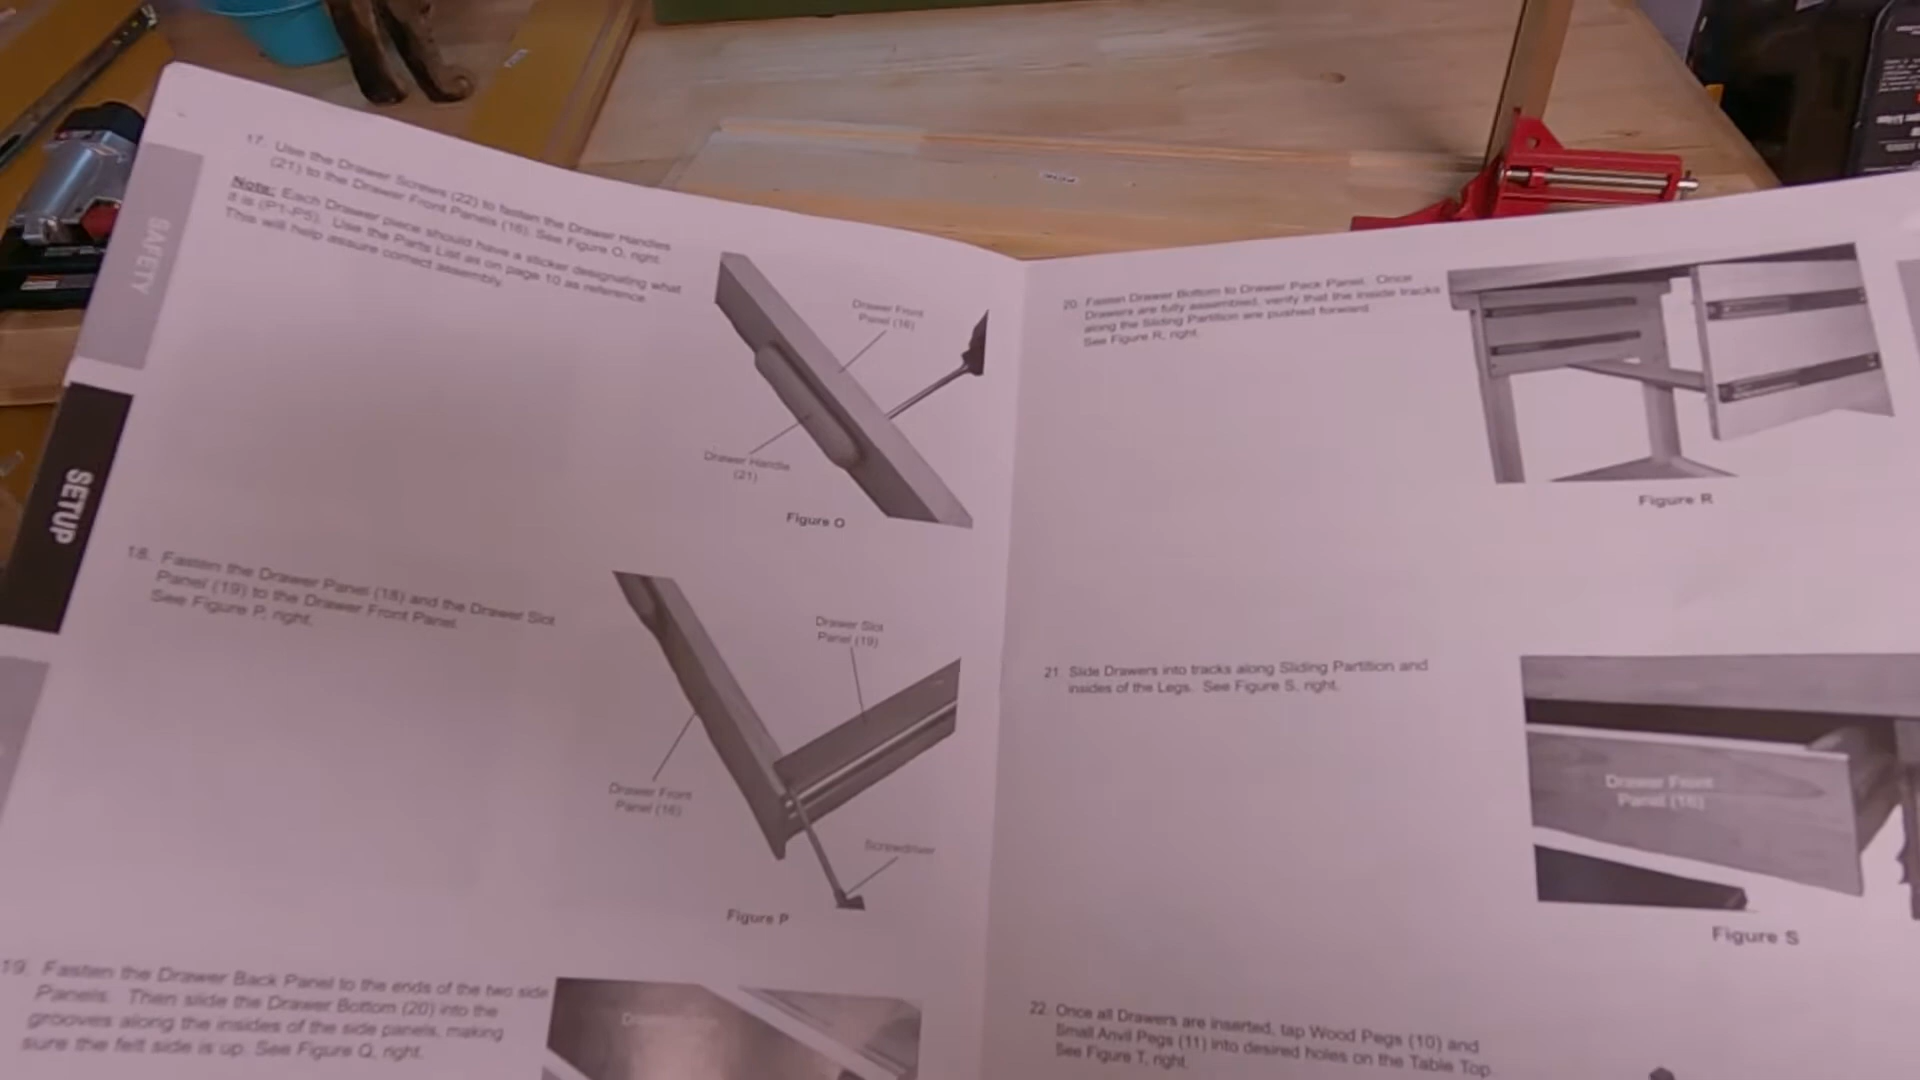 SAFETY
SETUP
17. Use the Drawer Screws (22) to fasten the Drawer Handles
(21) to the Drawer Front Panels (16). See Figure O, right.
Note: Each Drawer piece should have a sticker designating what
it is (P1-P5). Use the Parts List as on page 10 as reference.
This will help assure correct assembly.
Drawer Front
Panel (16)
Drawer Handle
(21)
Figure O
18. Fasten the Drawer Panel (18) and the Drawer Slot
Panel (19) to the Drawer Front Panel.
See Figure P, right.
Drawer Slot
Panel (19)
Drawer Front
Panel (16)
Screwdriver
Figure P
19. Fasten the Drawer Back Panel to the ends of the two side
Panels. Then slide the Drawer Bottom (20) into the
grooves along the insides of the side panels, making
sure the felt side is up. See Figure Q, right.
20. Fasten Drawer Bottom to Drawer Pack Panel. Once
Drawers are fully assembled, verify that the inside tracks
along the Sliding Partition are pushed forward.
See Figure R, right.
Figure R
21. Slide Drawers into tracks along Sliding Partition and
insides of the Legs. See Figure S, right.
Drawer Front
Panel (16)
Figure S
22. Once all Drawers are inserted, tap Wood Pegs (10) and
Small Anvil Pegs (11) into desired holes on the Table Top.
See Figure T, right.